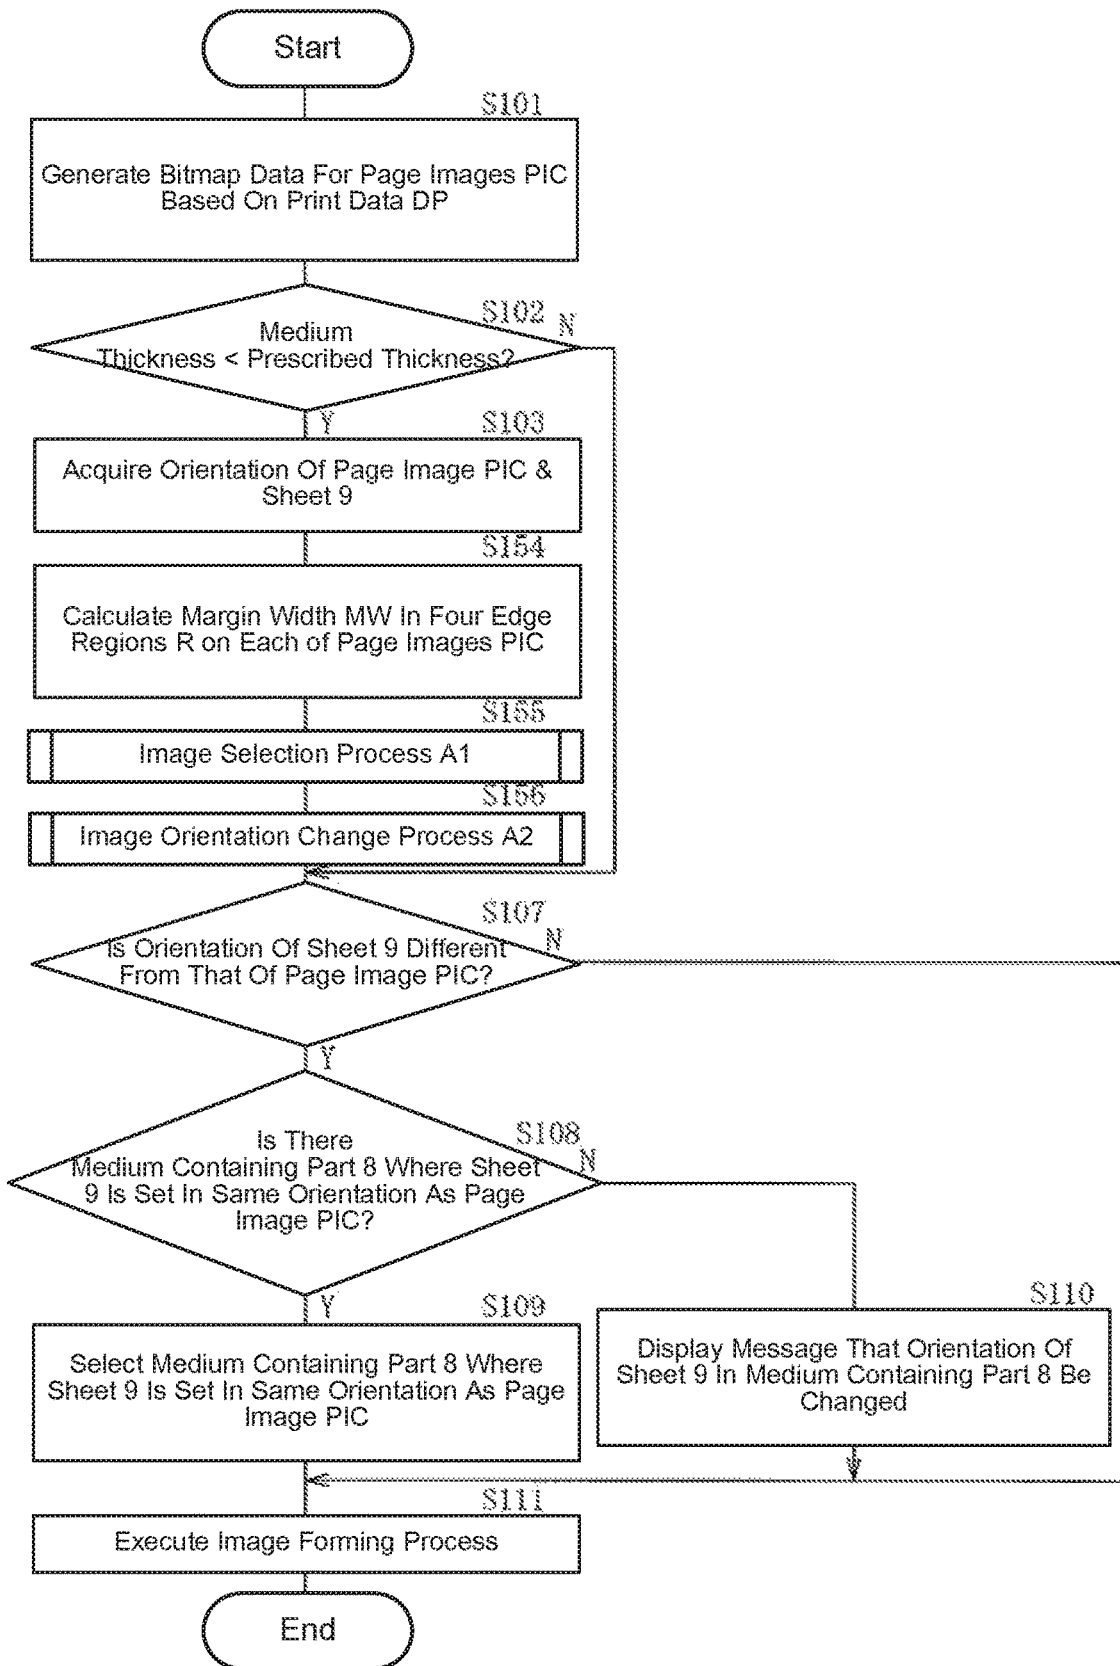 Start
S101
Generate Bitmap Data For Page Images PIC
Based On Print Data DP
S102
N
Medium
Thickness < Prescribed Thickness?
Y
S103
Acquire Orientation Of Page Image PIC &
Sheet 9
S154
Calculate Margin Width MW In Four Edge
Regions R on Each of Page Images PIC
S155
Image Selection Process A1
S156
Image Orientation Change Process A2
S107
N
Is Orientation Of Sheet 9 Different
From That Of Page Image PIC?
Y
S108
N
Is There
Medium Containing Part 8 Where Sheet
9 Is Set In Same Orientation As Page
Image PIC?
Y
S109
Select Medium Containing Part 8 Where
Sheet 9 Is Set In Same Orientation As Page
Image PIC
S110
Display Message That Orientation Of
Sheet 9 In Medium Containing Part 8 Be
Changed
S111
Execute Image Forming Process
End